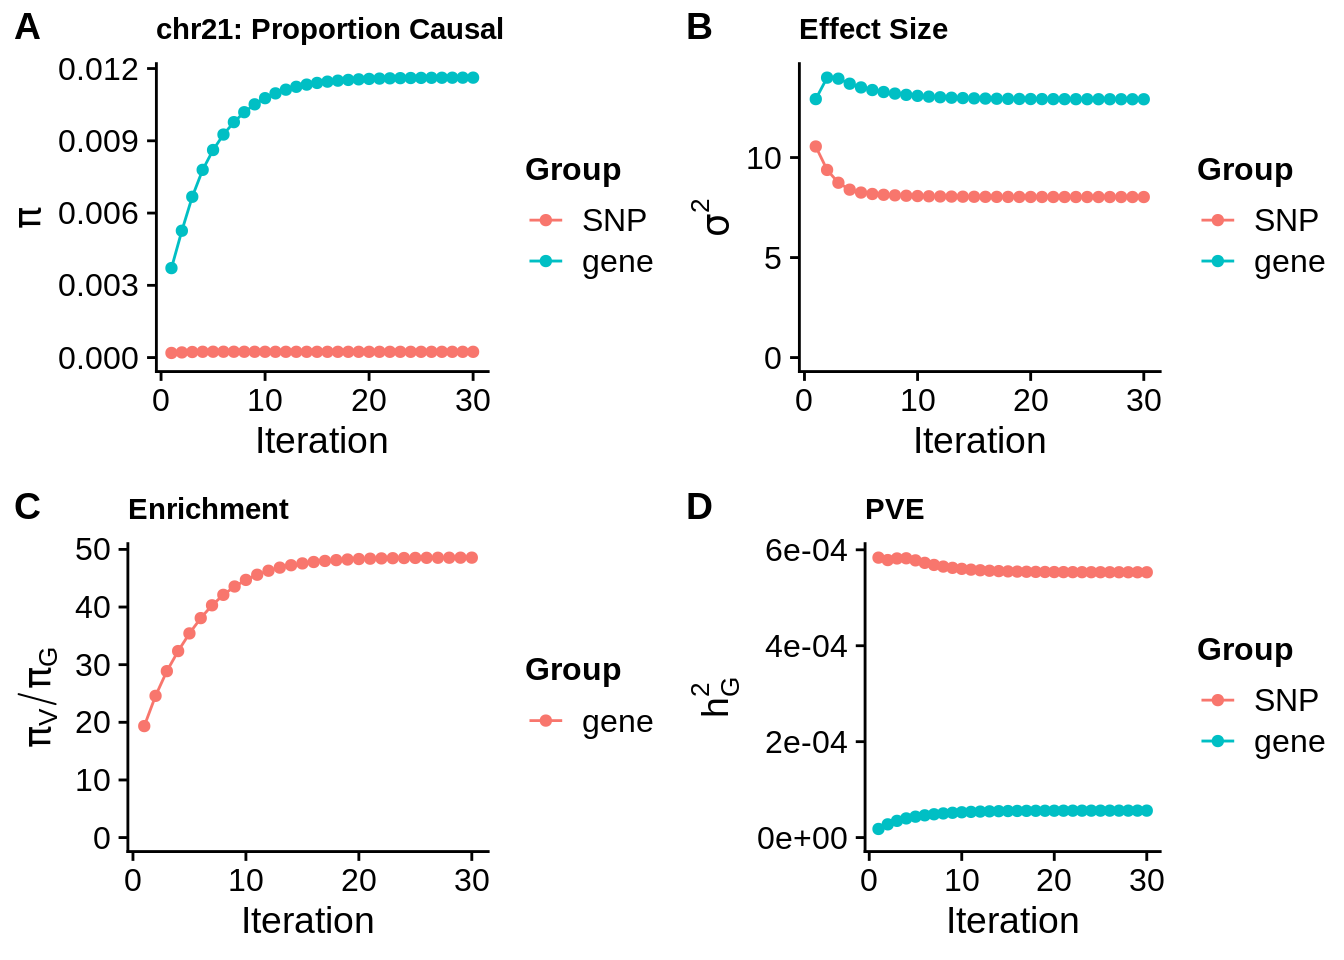 A
chr21: Proportion Causal
0.012
0.009
0.006
0.003
0.000
π
0 10 20 30
Iteration
Group
SNP
gene
B
Effect Size
10
5
0
σ²
0 10 20 30
Iteration
Group
SNP
gene
C
Enrichment
50
40
30
20
10
0
πV/πG
0 10 20 30
Iteration
Group
gene
D
PVE
6e-04
4e-04
2e-04
0e+00
h²G
0 10 20 30
Iteration
Group
SNP
gene